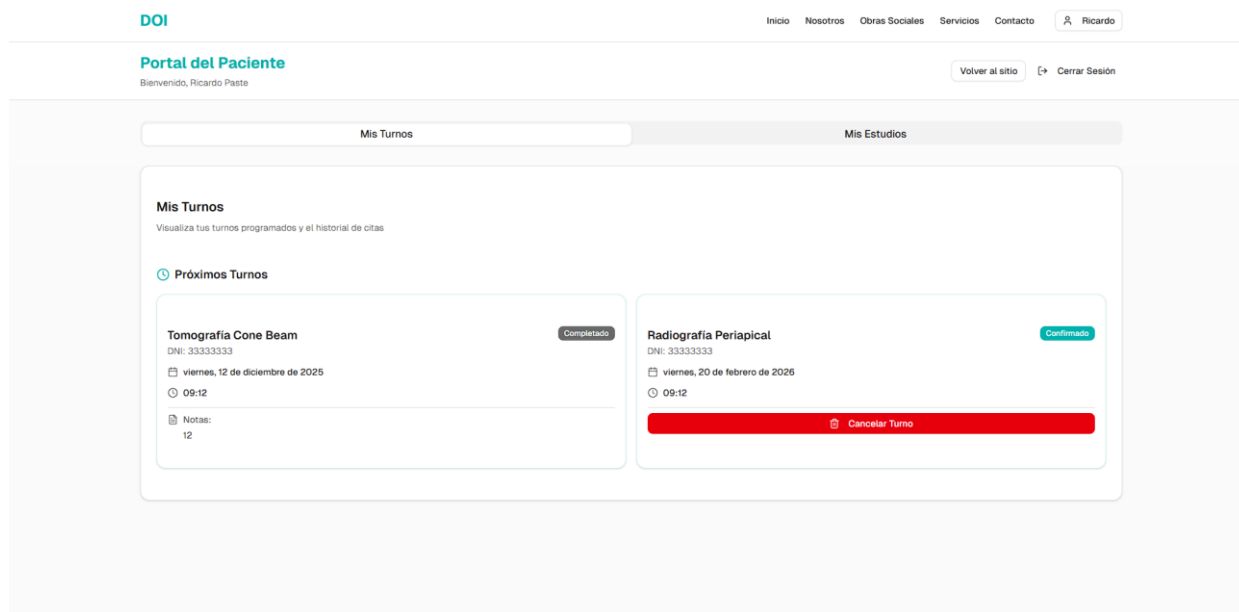 DOI
Inicio Nosotros Obras Sociales Servicios Contacto Ricardo
Portal del Paciente
Bienvenido, Ricardo Paste
Volver al sitio Cerrar Sesión
Mis Turnos Mis Estudios
Mis Turnos
Visualiza tus turnos programados y el historial de citas
Próximos Turnos
Tomografía Cone Beam Completado
DNI: 33333333
viernes, 12 de diciembre de 2025
09:12
Notas:
12
Radiografía Periapical Confirmado
DNI: 33333333
viernes, 20 de febrero de 2026
09:12
Cancelar Turno